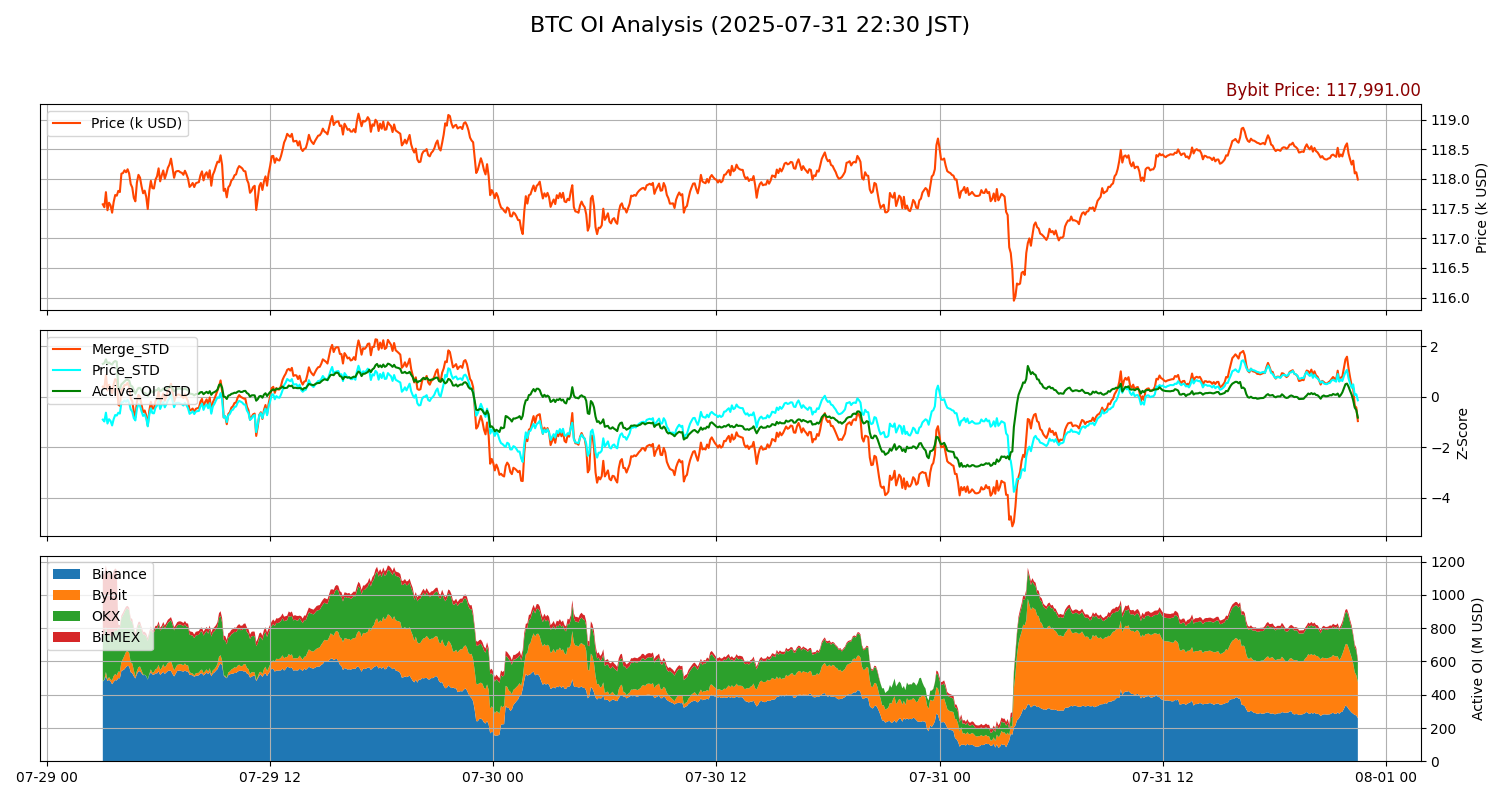 BTC OI Analysis (2025-07-31 22:30 JST)
Bybit Price: 117,991.00
Price (k USD)
119.0
118.5
118.0
117.5
117.0
116.5
116.0
Price (k USD)
Merge_STD
Price_STD
Active_OI_STD
2
0
−2
−4
Z-Score
Binance
Bybit
OKX
BitMEX
1200
1000
800
600
400
200
0
Active OI (M USD)
07-29 00
07-29 12
07-30 00
07-30 12
07-31 00
07-31 12
08-01 00